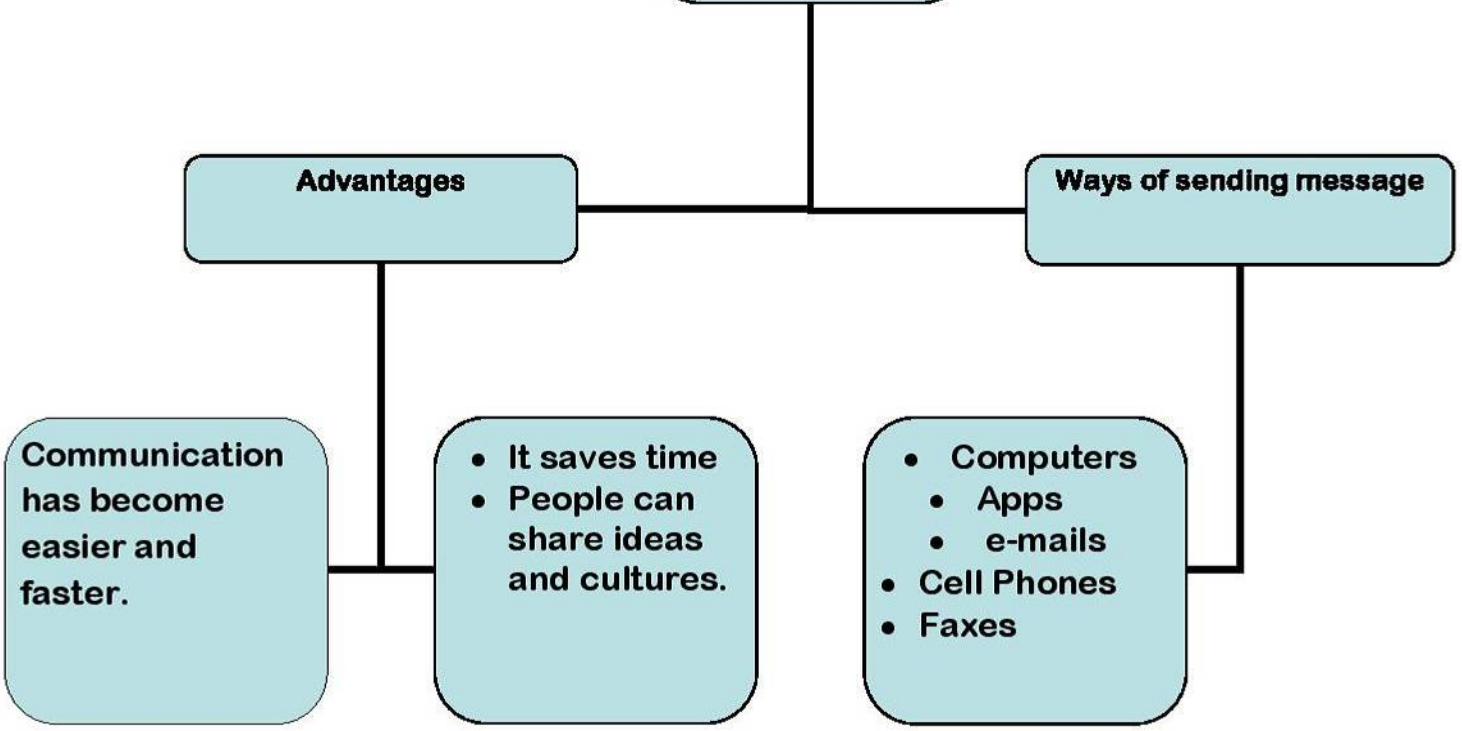 Advantages
Ways of sending message
Communication
has become
easier and
faster.
• It saves time
• People can
share ideas
and cultures.
• Computers
• Apps
• e-mails
• Cell Phones
• Faxes